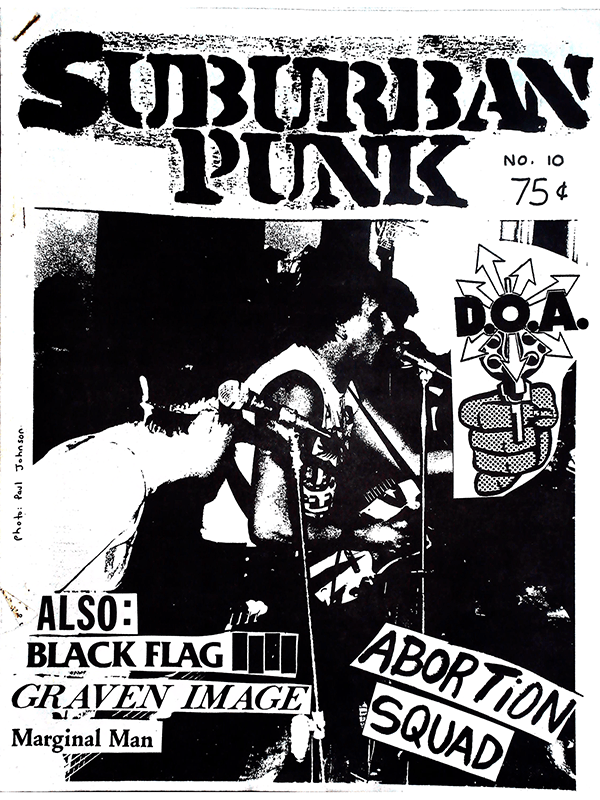 SUBURBAN
PUNK
NO. 10
75¢
D.O.A.
photo: Paul Johnson
ALSO:
BLACK FLAG
GRAVEN IMAGE
Marginal Man
ABORTiON
SQUAD